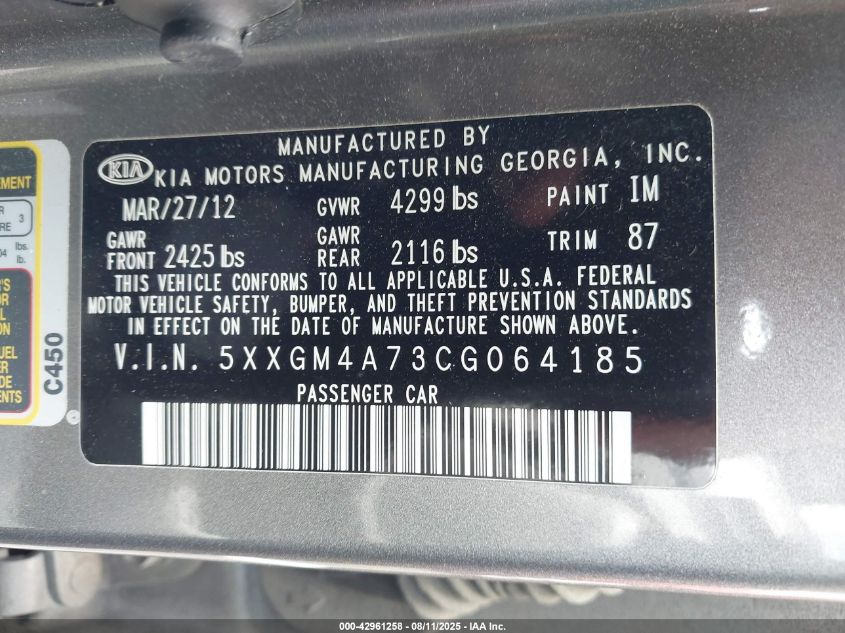 MANUFACTURED BY
KIA KIA MOTORS MANUFACTURING GEORGIA, INC.
MAR/27/12 GVWR 4299 lbs PAINT IM
GAWR FRONT 2425 lbs GAWR REAR 2116 lbs TRIM 87
THIS VEHICLE CONFORMS TO ALL APPLICABLE U.S.A. FEDERAL
MOTOR VEHICLE SAFETY, BUMPER, AND THEFT PREVENTION STANDARDS
IN EFFECT ON THE DATE OF MANUFACTURE SHOWN ABOVE.
V.I.N. 5XXGM4A73CG064185
PASSENGER CAR
C450
3
lbs.
lb.
000-42961258 - 08/11/2025 - IAA Inc.